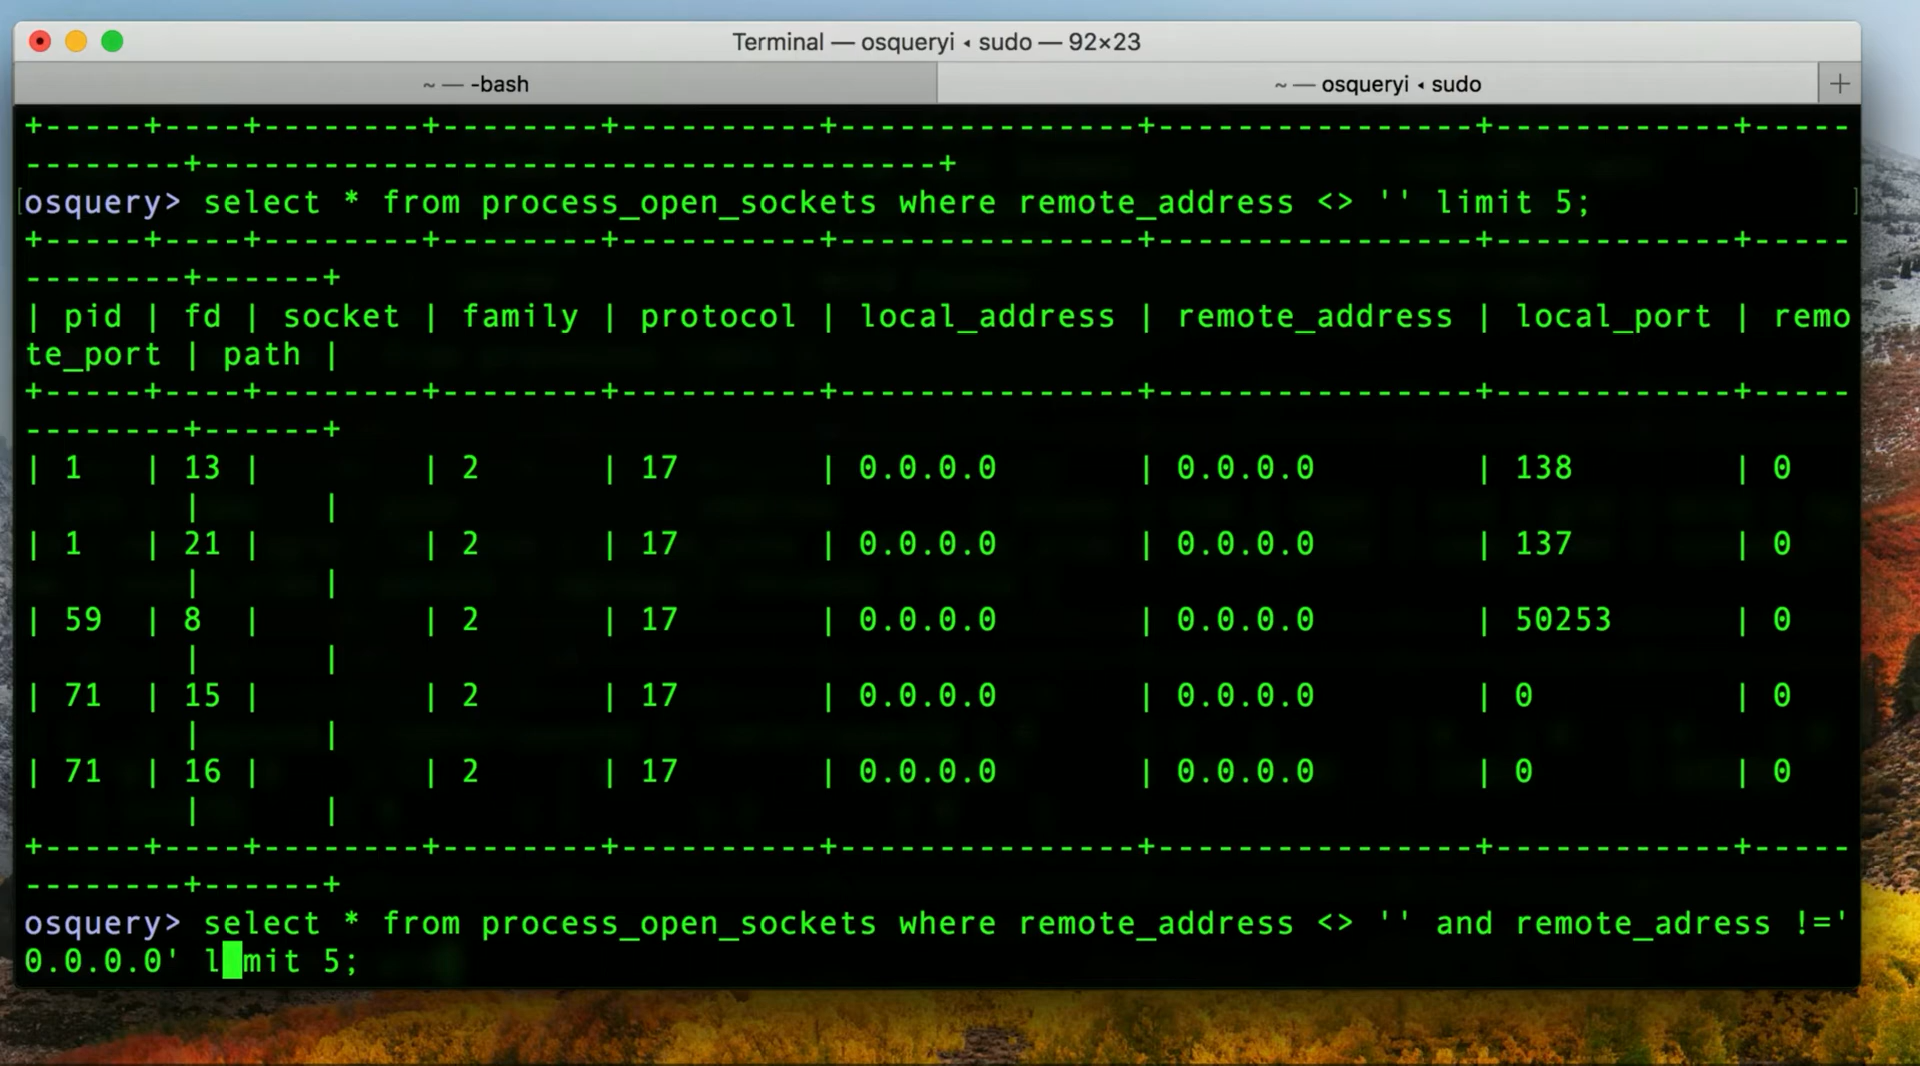 Terminal — osqueryi ◂ sudo — 92×23
~ — -bash
~ — osqueryi ◂ sudo
+
+-----+----+--------+--------+----------+----------------+-----------------+-------------+-----
--------+--------------------------------------+
osquery> select * from process_open_sockets where remote_address <> '' limit 5;
+-----+----+--------+--------+----------+----------------+-----------------+-------------+-----
--------+------+
| pid | fd | socket | family | protocol | local_address | remote_address | local_port | remo
te_port | path |
+-----+----+--------+--------+----------+----------------+-----------------+-------------+-----
--------+------+
| 1 | 13 | | 2 | 17 | 0.0.0.0 | 0.0.0.0 | 138 | 0
| |
| 1 | 21 | | 2 | 17 | 0.0.0.0 | 0.0.0.0 | 137 | 0
| |
| 59 | 8 | | 2 | 17 | 0.0.0.0 | 0.0.0.0 | 50253 | 0
| |
| 71 | 15 | | 2 | 17 | 0.0.0.0 | 0.0.0.0 | 0 | 0
| |
| 71 | 16 | | 2 | 17 | 0.0.0.0 | 0.0.0.0 | 0 | 0
| |
+-----+----+--------+--------+----------+----------------+-----------------+-------------+-----
--------+------+
osquery> select * from process_open_sockets where remote_address <> '' and remote_adress !='
0.0.0.0' l mit 5;